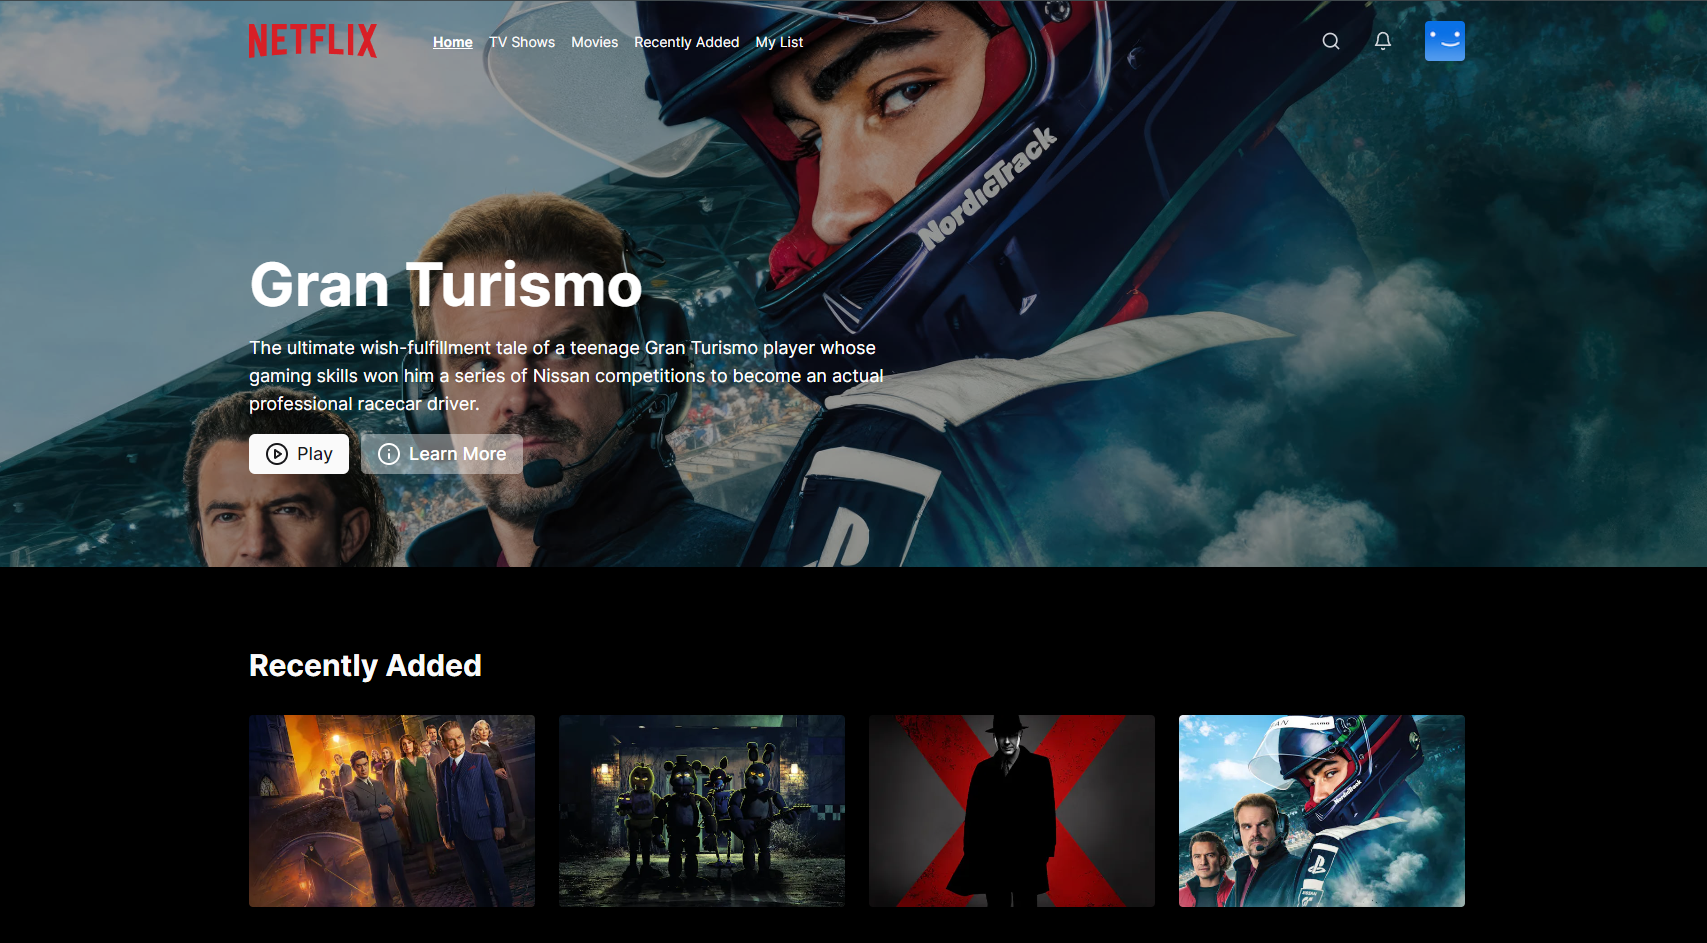 NETFLIX
Home TV Shows Movies Recently Added My List
NordicTrack
Gran Turismo
The ultimate wish-fulfillment tale of a teenage Gran Turismo player whose
gaming skills won him a series of Nissan competitions to become an actual
professional racecar driver.
Play Learn More
Recently Added
NordicTrack